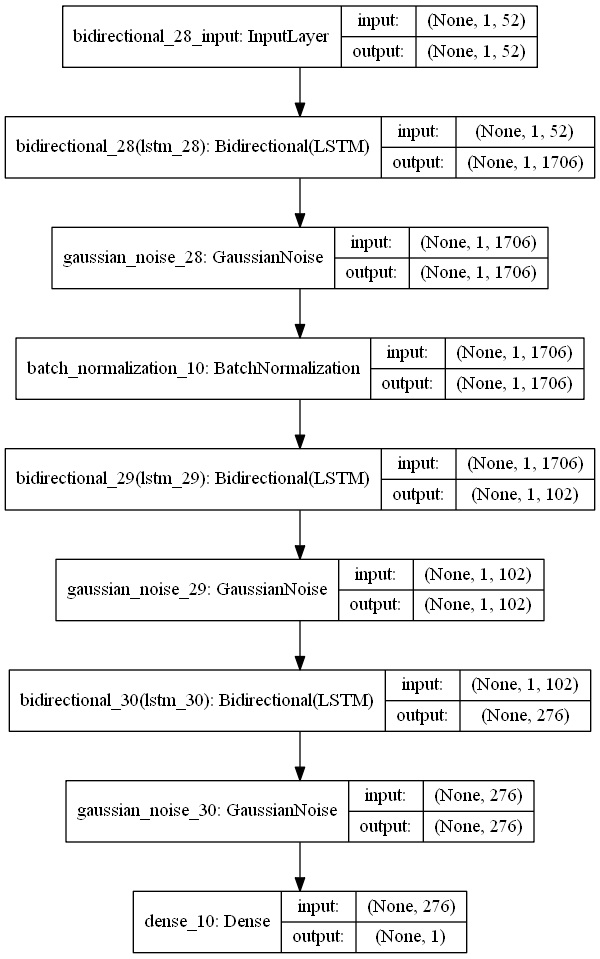 bidirectional_28_input: InputLayer
input: (None, 1, 52)
output: (None, 1, 52)
bidirectional_28(lstm_28): Bidirectional(LSTM)
input: (None, 1, 52)
output: (None, 1, 1706)
gaussian_noise_28: GaussianNoise
input: (None, 1, 1706)
output: (None, 1, 1706)
batch_normalization_10: BatchNormalization
input: (None, 1, 1706)
output: (None, 1, 1706)
bidirectional_29(lstm_29): Bidirectional(LSTM)
input: (None, 1, 1706)
output: (None, 1, 102)
gaussian_noise_29: GaussianNoise
input: (None, 1, 102)
output: (None, 1, 102)
bidirectional_30(lstm_30): Bidirectional(LSTM)
input: (None, 1, 102)
output: (None, 276)
gaussian_noise_30: GaussianNoise
input: (None, 276)
output: (None, 276)
dense_10: Dense
input: (None, 276)
output: (None, 1)